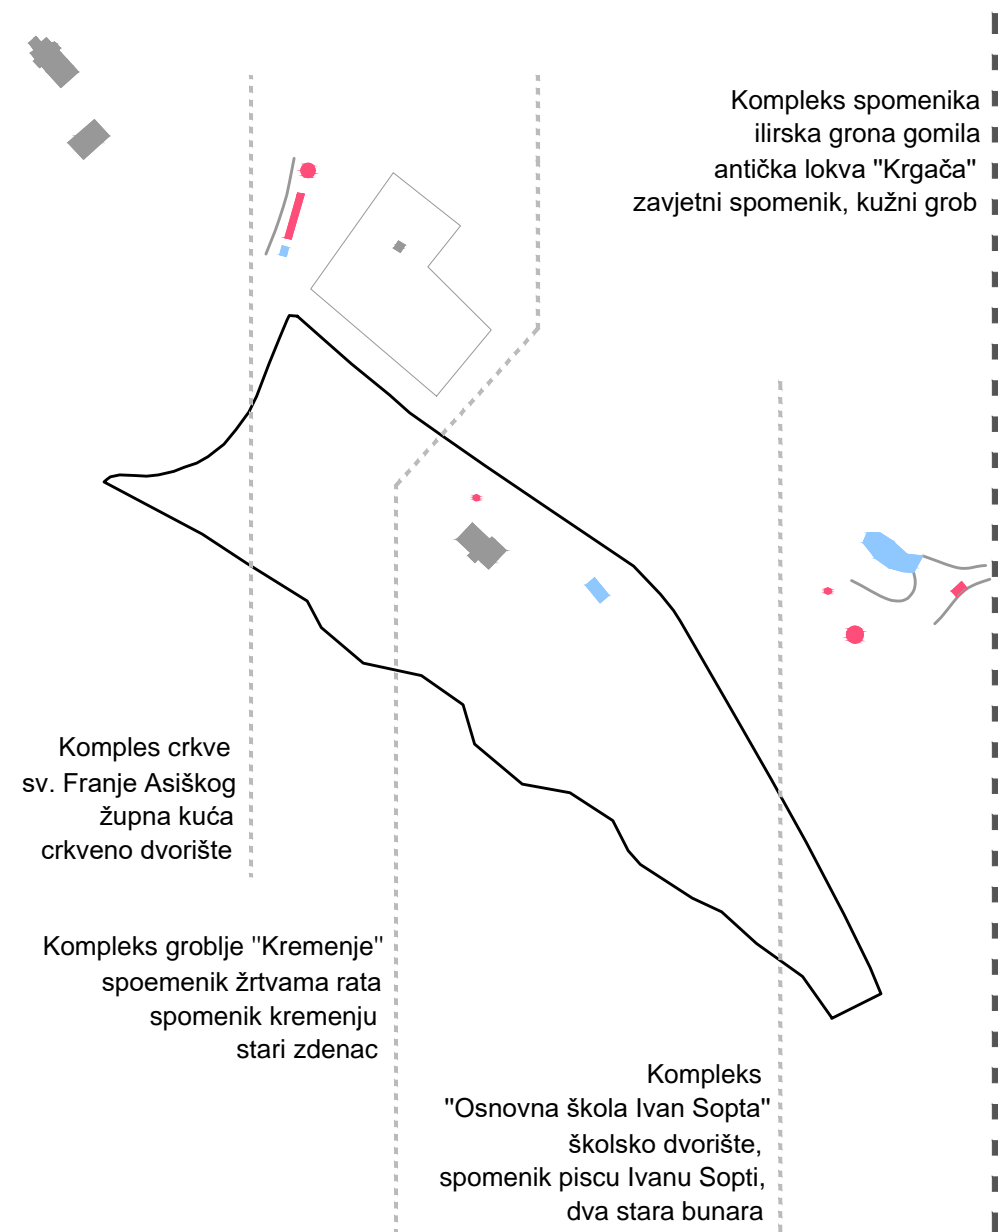 Kompleks spomenika
ilirska grona gomila
antička lokva "Krgača"
zavjetni spomenik, kužni grob
Komples crkve
sv. Franje Asiškog
župna kuća
crkveno dvorište
Kompleks groblje "Kremenje"
spoemenik žrtvama rata
spomenik kremenju
stari zdenac
Kompleks
"Osnovna škola Ivan Sopta"
školsko dvorište,
spomenik piscu Ivanu Sopti,
dva stara bunara